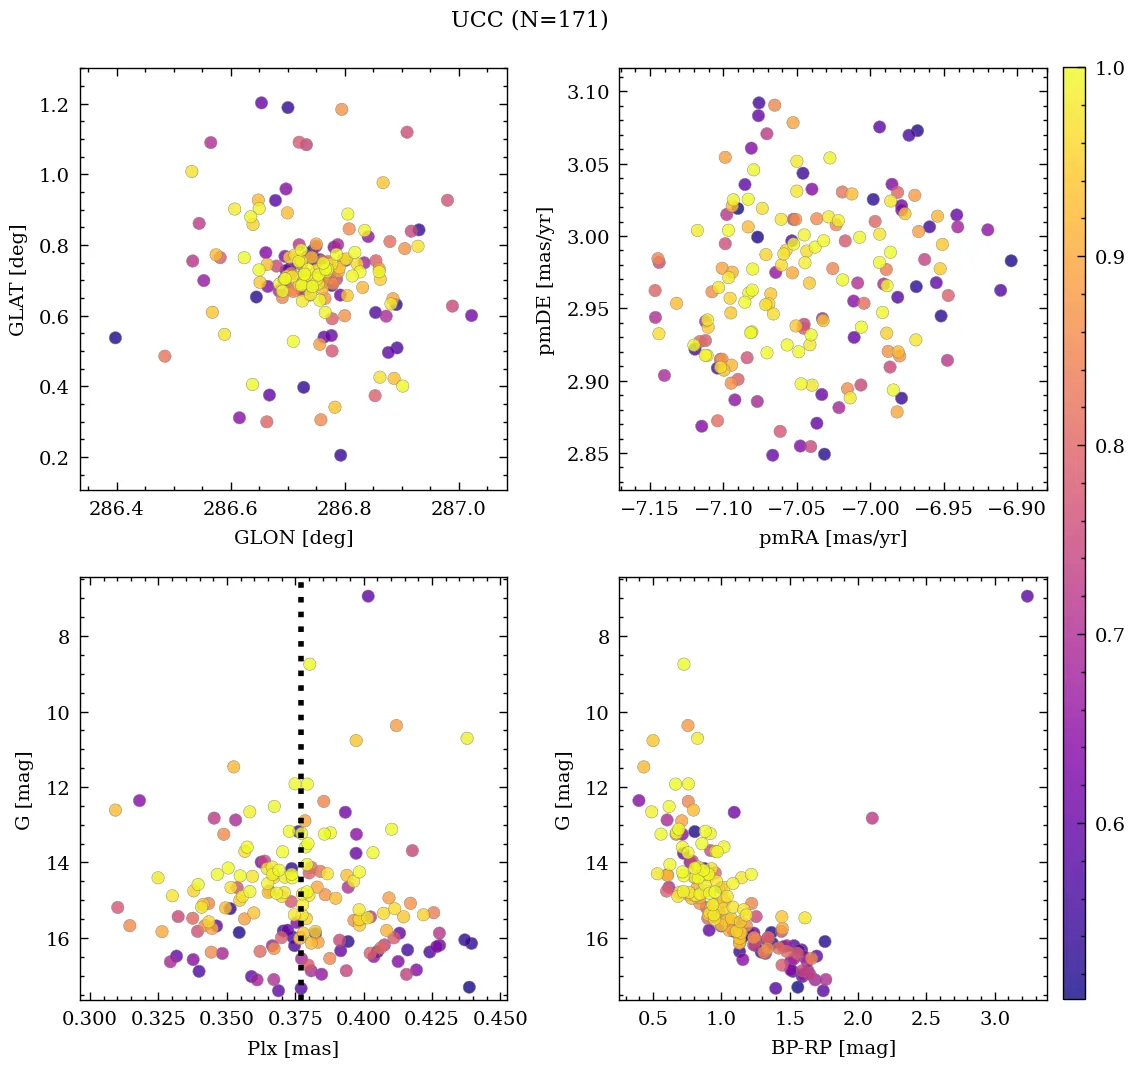 UCC (N=171)
1.2
1.0
0.8
0.6
0.4
0.2
GLAT [deg]
286.4 286.6 286.8 287.0
GLON [deg]
3.10
3.05
3.00
2.95
2.90
2.85
pmDE [mas/yr]
−7.15 −7.10 −7.05 −7.00 −6.95 −6.90
pmRA [mas/yr]
8
10
12
14
16
G [mag]
0.300 0.325 0.350 0.375 0.400 0.425 0.450
Plx [mas]
8
10
12
14
16
G [mag]
0.5 1.0 1.5 2.0 2.5 3.0
BP-RP [mag]
1.0
0.9
0.8
0.7
0.6